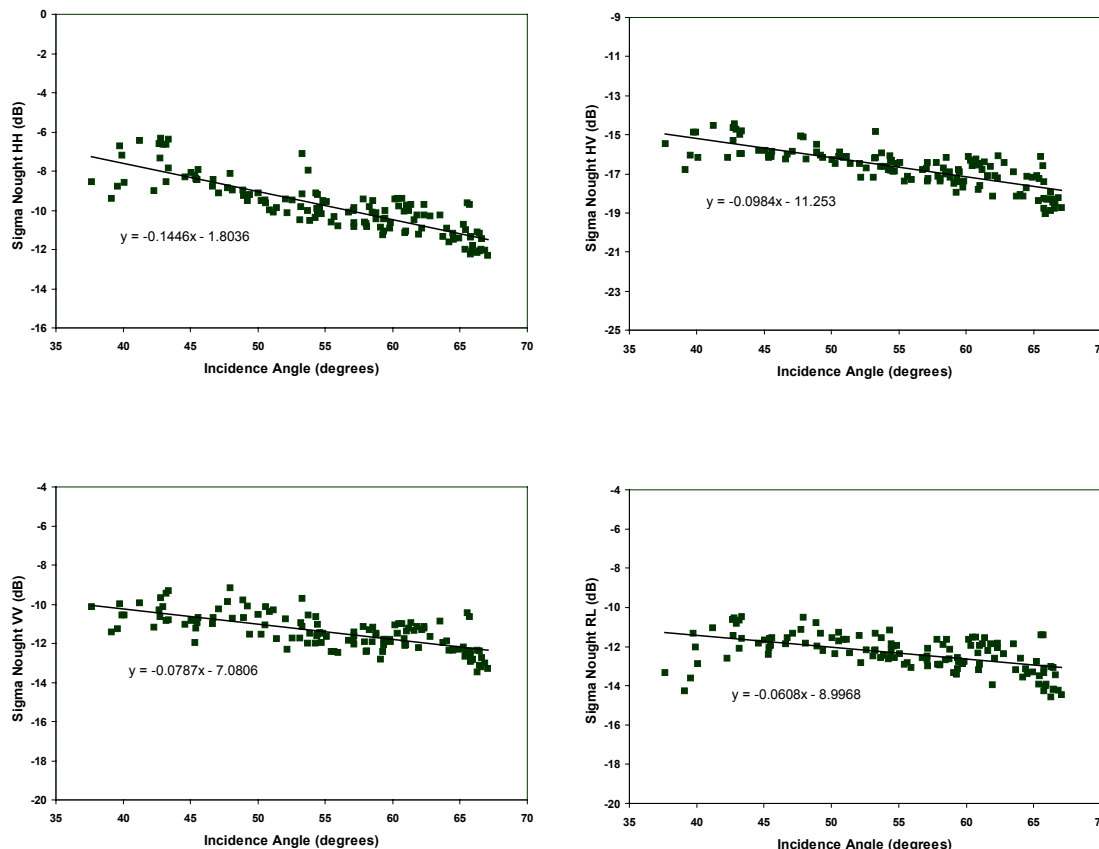 0
-2
-4
-6
-8
-10
-12
-14
-16
35 40 45 50 55 60 65 70
Sigma Nought HH (dB)
Incidence Angle (degrees)
y = -0.1446x - 1.8036
-9
-11
-13
-15
-17
-19
-21
-23
-25
35 40 45 50 55 60 65 70
Sigma Nought HV (dB)
Incidence Angle (degrees)
y = -0.0984x - 11.253
-4
-6
-8
-10
-12
-14
-16
-18
-20
35 40 45 50 55 60 65 70
Sigma Nought VV (dB)
Incidence Angle (degrees)
y = -0.0787x - 7.0806
-4
-6
-8
-10
-12
-14
-16
-18
-20
35 40 45 50 55 60 65 70
Sigma Nought RL (dB)
Incidence Angle (degrees)
y = -0.0608x - 8.9968